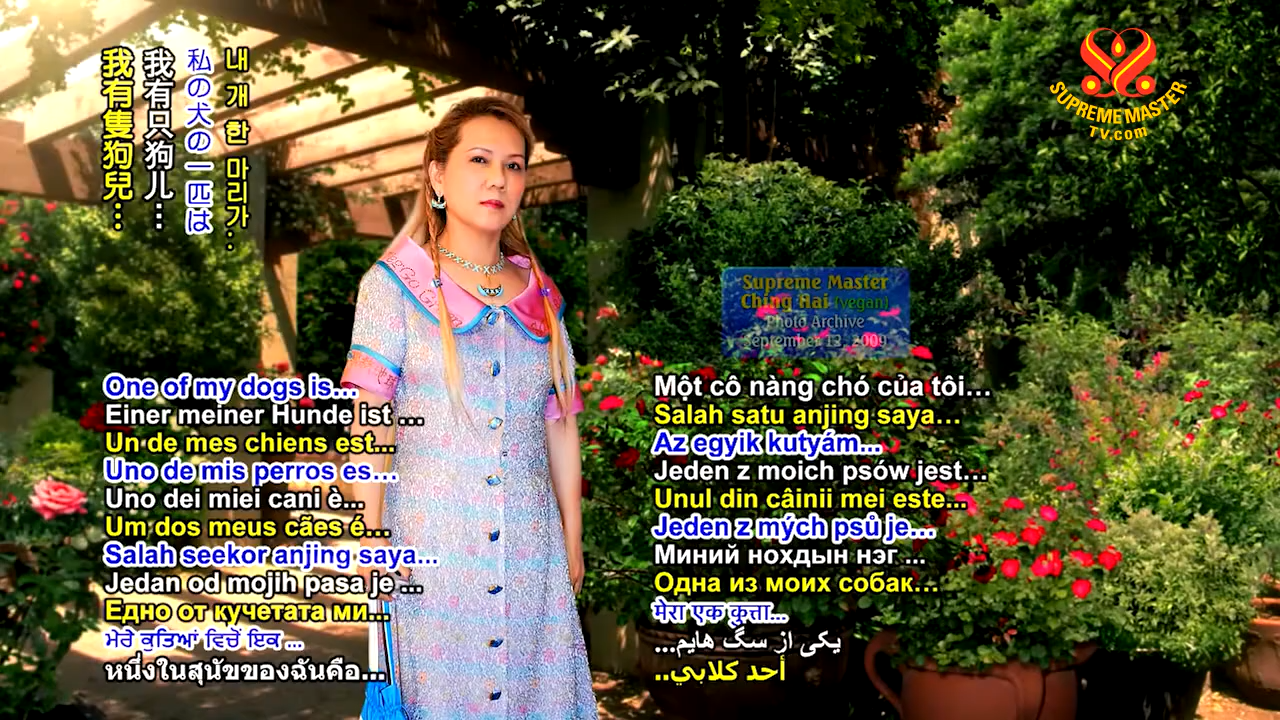 我有隻狗兒…
我有只狗儿…
私の犬の一匹は
내 개 한 마리가...
SUPREME MASTER
TV.com
Supreme Master
Ching Hai (vegan)
Photo Archive
September 12, 2009
One of my dogs is…
Einer meiner Hunde ist ...
Un de mes chiens est...
Uno de mis perros es…
Uno dei miei cani è...
Um dos meus cães é…
Salah seekor anjing saya...
Jedan od mojih pasa je ...
Едно от кучетата ми...
ਮੇਰੇ ਕੁਤਿਆਂ ਵਿਚੋਂ ਇਕ ...
หนึ่งในสุนัขของฉันคือ...
Một cô nàng chó của tôi…
Salah satu anjing saya…
Az egyik kutyám...
Jeden z moich psów jest…
Unul din câinii mei este...
Jeden z mých psů je…
Миний нохдын нэг ...
Одна из моих собак…
मेरा एक कुत्ता...
یکی از سگ هایم...
أحد كلابي..